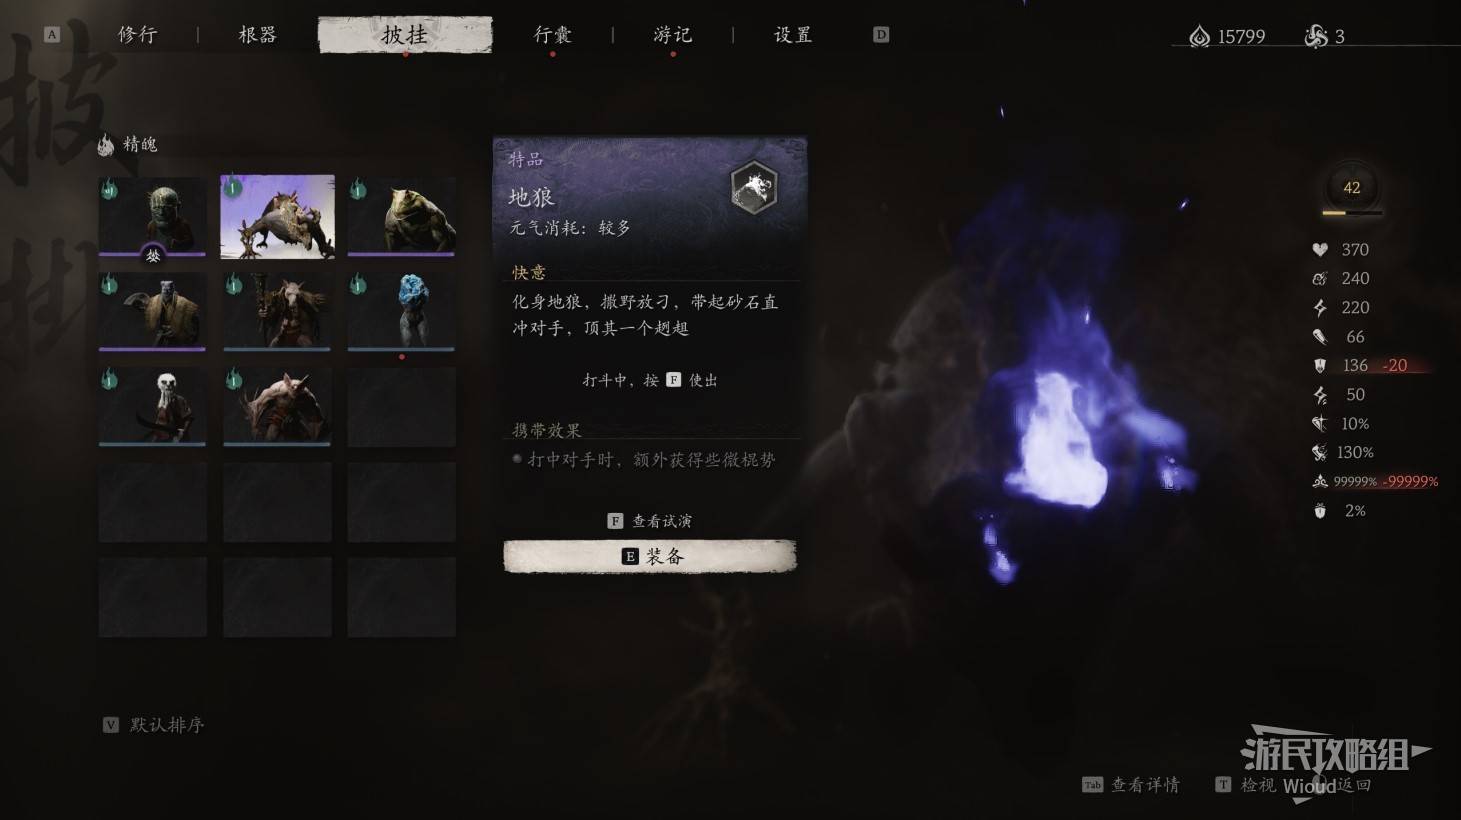 A 修行 根器 披挂 行囊 游记 设置 D
15799 3
披挂
精魄
特品
地狼
元气消耗：较多
快意
化身地狼，撒野放刁，带起砂石直
冲对手，顶其一个趔趄
打斗中，按 F 使出
携带效果
打中对手时，额外获得些微棍势
F 查看试演
E 装备
42
370
240
220
66
136 -20
50
10%
130%
99999% -99999%
2%
V 默认排序
游民攻略组
Tab 查看详情 T 检视 返回
Wioud